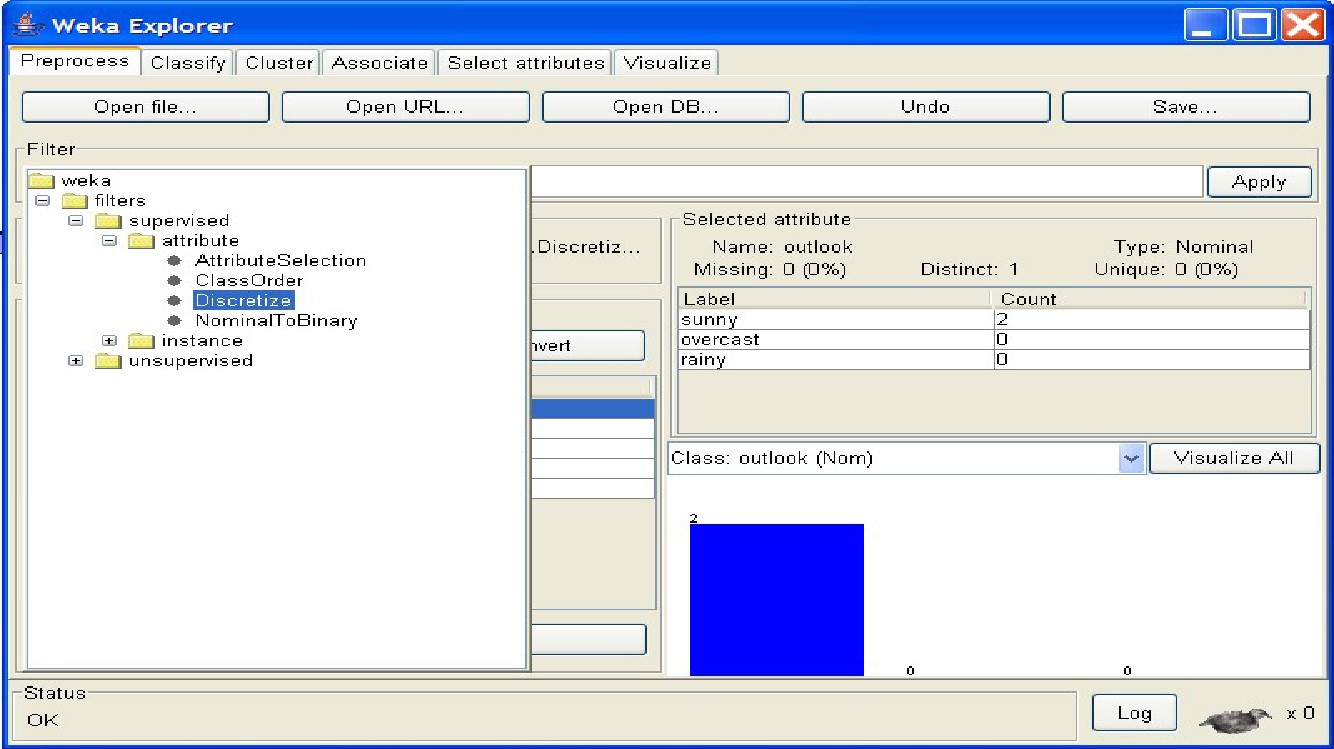 Weka Explorer
Preprocess Classify Cluster Associate Select attributes Visualize
Open file... Open URL... Open DB... Undo Save...
Filter
weka
filters
supervised
attribute
AttributeSelection
ClassOrder
Discretize
NominalToBinary
instance
unsupervised
Apply
.Discretiz...
nvert
Selected attribute
Name: outlook Type: Nominal
Missing: 0 (0%) Distinct: 1 Unique: 0 (0%)
Label Count
sunny 2
overcast 0
rainy 0
Class: outlook (Nom) Visualize All
2
0 0
Status
OK
Log x 0